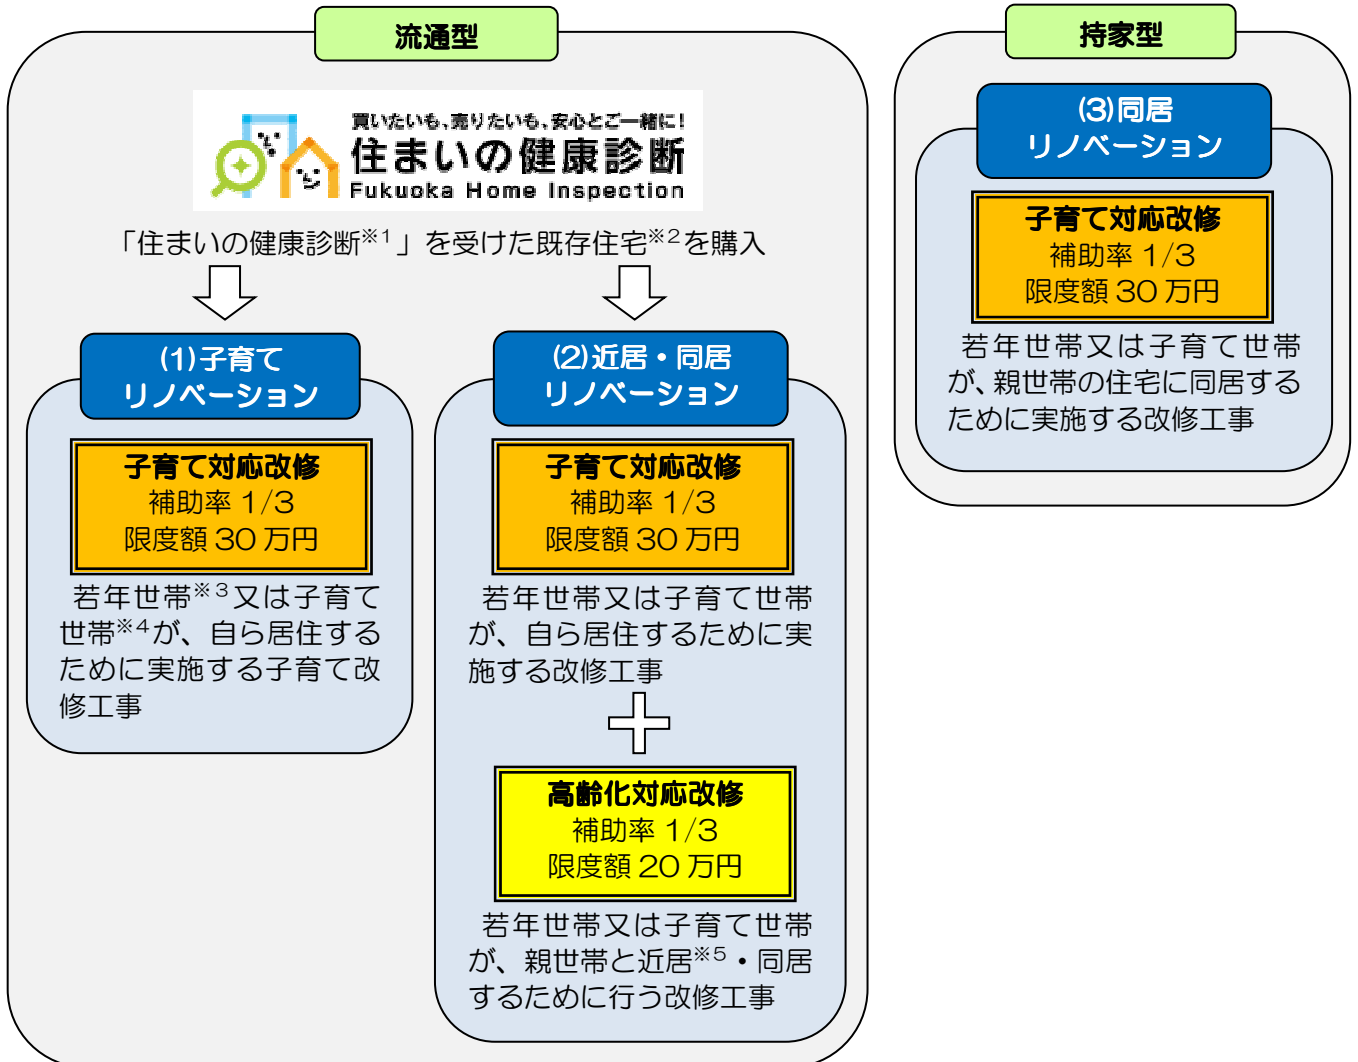 流通型
買いたいも、売りたいも、安心とご一緒に!
住まいの健康診断
Fukuoka Home Inspection
「住まいの健康診断※1」を受けた既存住宅※2を購入
(1)子育て
リノベーション
子育て対応改修
補助率 1/3
限度額 30 万円
若年世帯※3又は子育て
世帯※4が、自ら居住する
ために実施する子育て改
修工事
(2)近居・同居
リノベーション
子育て対応改修
補助率 1/3
限度額 30 万円
若年世帯又は子育て世帯
が、自ら居住するために実
施する改修工事
高齢化対応改修
補助率 1/3
限度額 20 万円
若年世帯又は子育て世帯
が、親世帯と近居※5・同居
するために行う改修工事
持家型
(3)同居
リノベーション
子育て対応改修
補助率 1/3
限度額 30 万円
若年世帯又は子育て世帯
が、親世帯の住宅に同居する
ために実施する改修工事